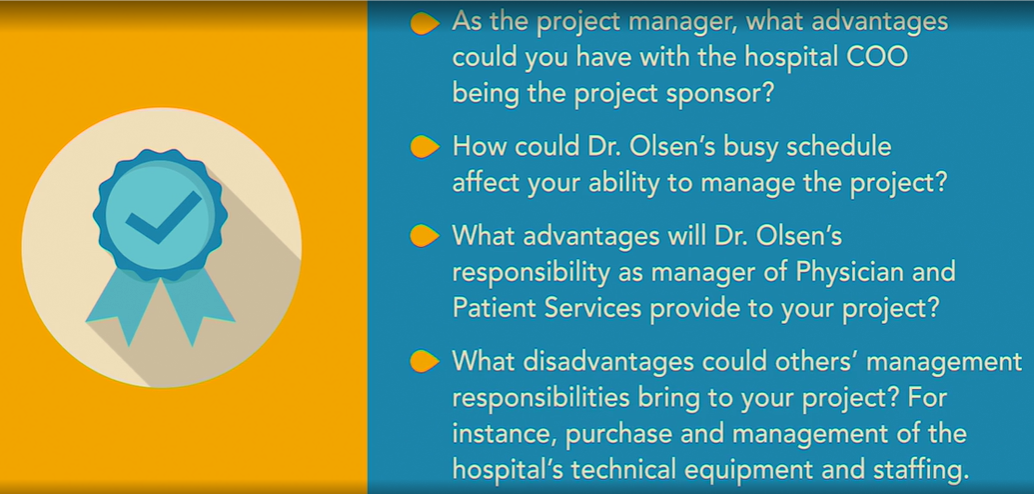 As the project manager, what advantages
could you have with the hospital COO
being the project sponsor?
How could Dr. Olsen’s busy schedule
affect your ability to manage the project?
What advantages will Dr. Olsen’s
responsibility as manager of Physician and
Patient Services provide to your project?
What disadvantages could others’ management
responsibilities bring to your project? For
instance, purchase and management of the
hospital’s technical equipment and staffing.